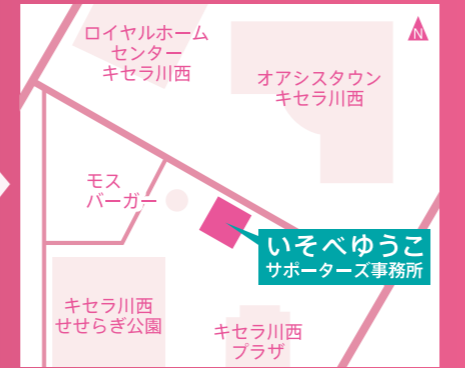 ロイヤルホーム
センター
キセラ川西
N
オアシスタウン
キセラ川西
モス
バーガー
いそべゆうこ
サポーターズ事務所
キセラ川西
せせらぎ公園
キセラ川西
プラザ